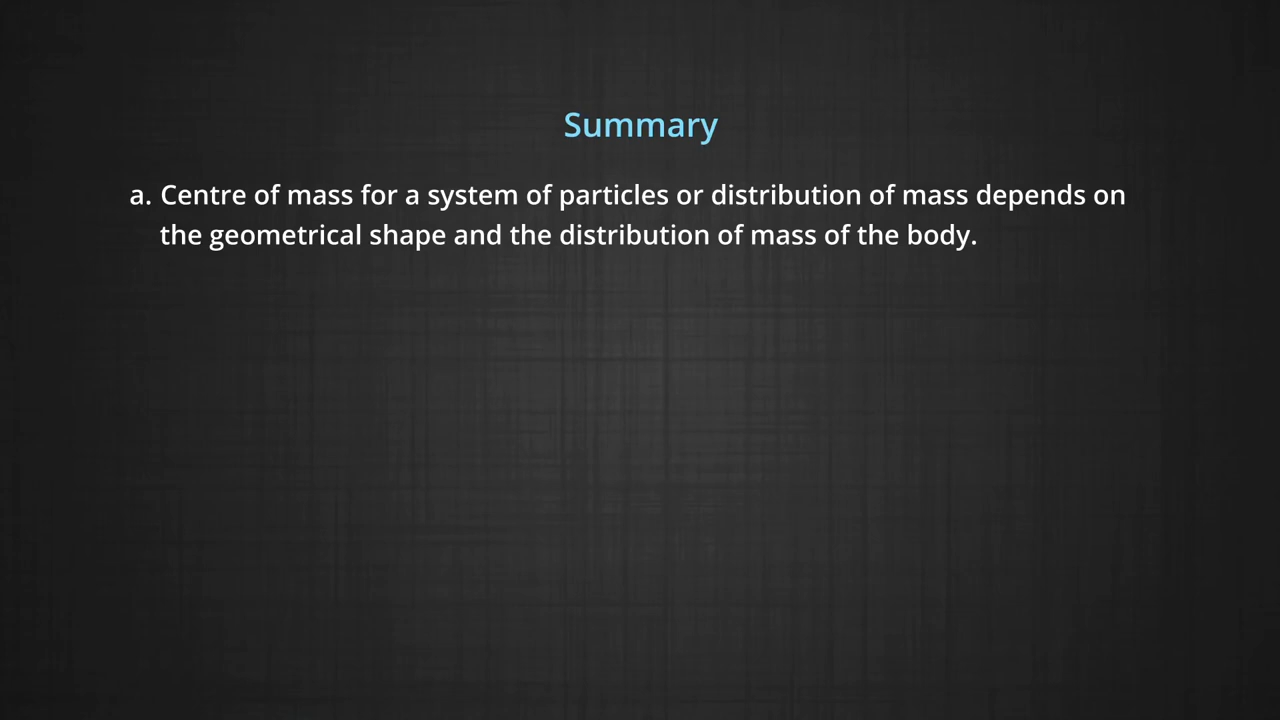 Summary
a. Centre of mass for a system of particles or distribution of mass depends on
the geometrical shape and the distribution of mass of the body.